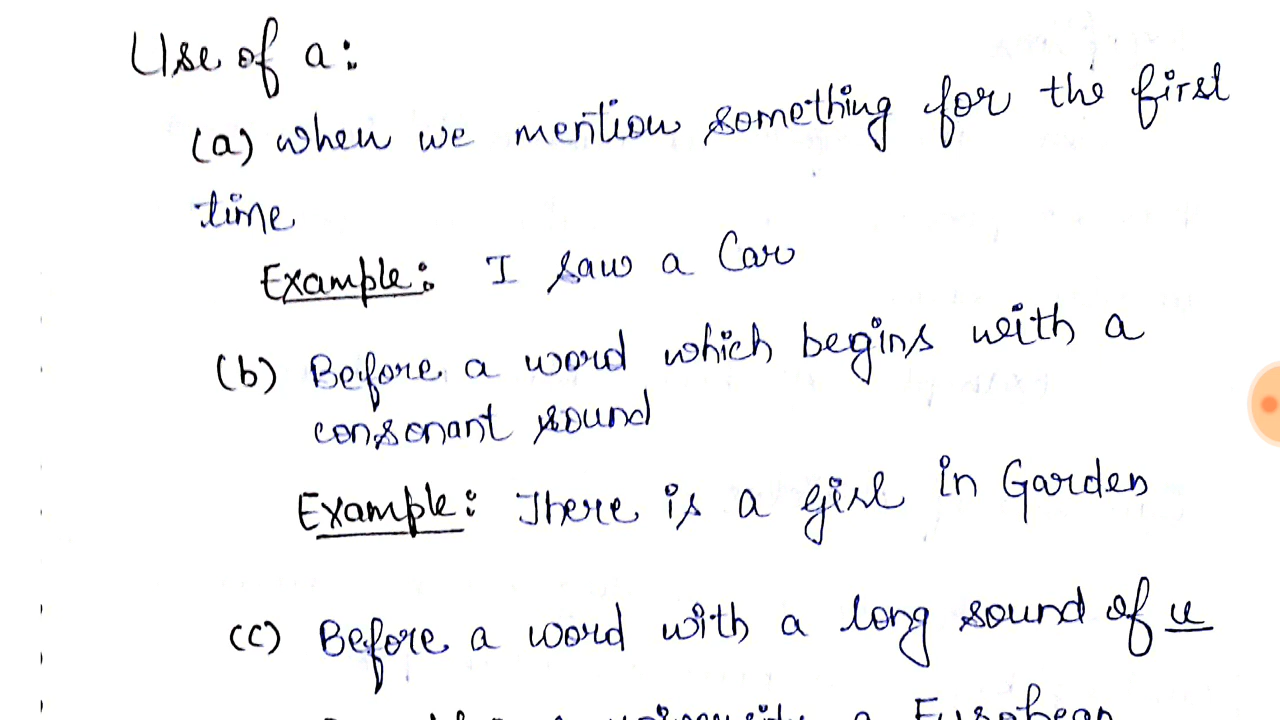 Use of a:
(a) when we mention something for the first
time
Example: I saw a Car
(b) Before a word which begins with a
consonant sound
Example: There is a girl in Garden
(c) Before a word with a long sound of u
a European